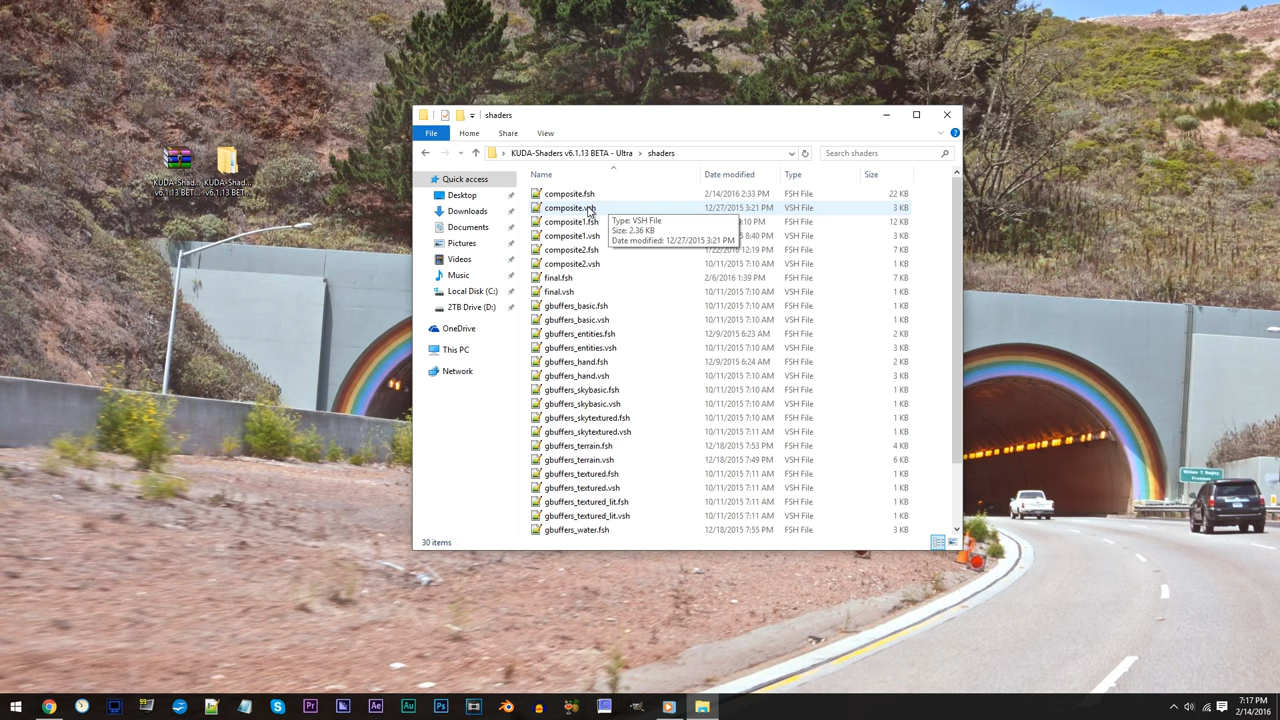 shaders
File Home Share View
KUDA-Shaders v6.1.13 BETA - Ultra shaders Search shaders
KUDA-Shad... v6.1.13 BET...
KUDA-Shad... v6.1.13 BET...
Quick access
Desktop
Downloads
Documents
Pictures
Videos
Music
Local Disk (C:)
2TB Drive (D:)
OneDrive
This PC
Network
Name Date modified Type Size
composite.fsh 2/14/2016 2:33 PM FSH File 22 KB
composite.vsh 12/27/2015 3:21 PM VSH File 3 KB
composite1.fsh FSH File 12 KB
composite1.vsh VSH File 3 KB
composite2.fsh FSH File 7 KB
composite2.vsh 10/11/2015 7:10 AM VSH File 1 KB
final.fsh 2/6/2016 1:39 PM FSH File 7 KB
final.vsh 10/11/2015 7:10 AM VSH File 1 KB
gbuffers_basic.fsh 10/11/2015 7:10 AM FSH File 1 KB
gbuffers_basic.vsh 10/11/2015 7:10 AM VSH File 1 KB
gbuffers_entities.fsh 12/9/2015 6:23 AM FSH File 2 KB
gbuffers_entities.vsh 10/11/2015 7:10 AM VSH File 3 KB
gbuffers_hand.fsh 12/9/2015 6:24 AM FSH File 2 KB
gbuffers_hand.vsh 10/11/2015 7:10 AM VSH File 3 KB
gbuffers_skybasic.fsh 10/11/2015 7:10 AM FSH File 1 KB
gbuffers_skybasic.vsh 10/11/2015 7:10 AM VSH File 1 KB
gbuffers_skytextured.fsh 10/11/2015 7:10 AM FSH File 1 KB
gbuffers_skytextured.vsh 10/11/2015 7:11 AM VSH File 1 KB
gbuffers_terrain.fsh 12/18/2015 7:53 PM FSH File 4 KB
gbuffers_terrain.vsh 12/18/2015 7:49 PM VSH File 6 KB
gbuffers_textured.fsh 10/11/2015 7:11 AM FSH File 1 KB
gbuffers_textured.vsh 10/11/2015 7:11 AM VSH File 1 KB
gbuffers_textured_lit.fsh 10/11/2015 7:11 AM FSH File 1 KB
gbuffers_textured_lit.vsh 10/11/2015 7:11 AM VSH File 1 KB
gbuffers_water.fsh 12/18/2015 7:55 PM FSH File 3 KB
Type: VSH File
Size: 2.36 KB
Date modified: 12/27/2015 3:21 PM
30 items
7:17 PM
2/14/2016